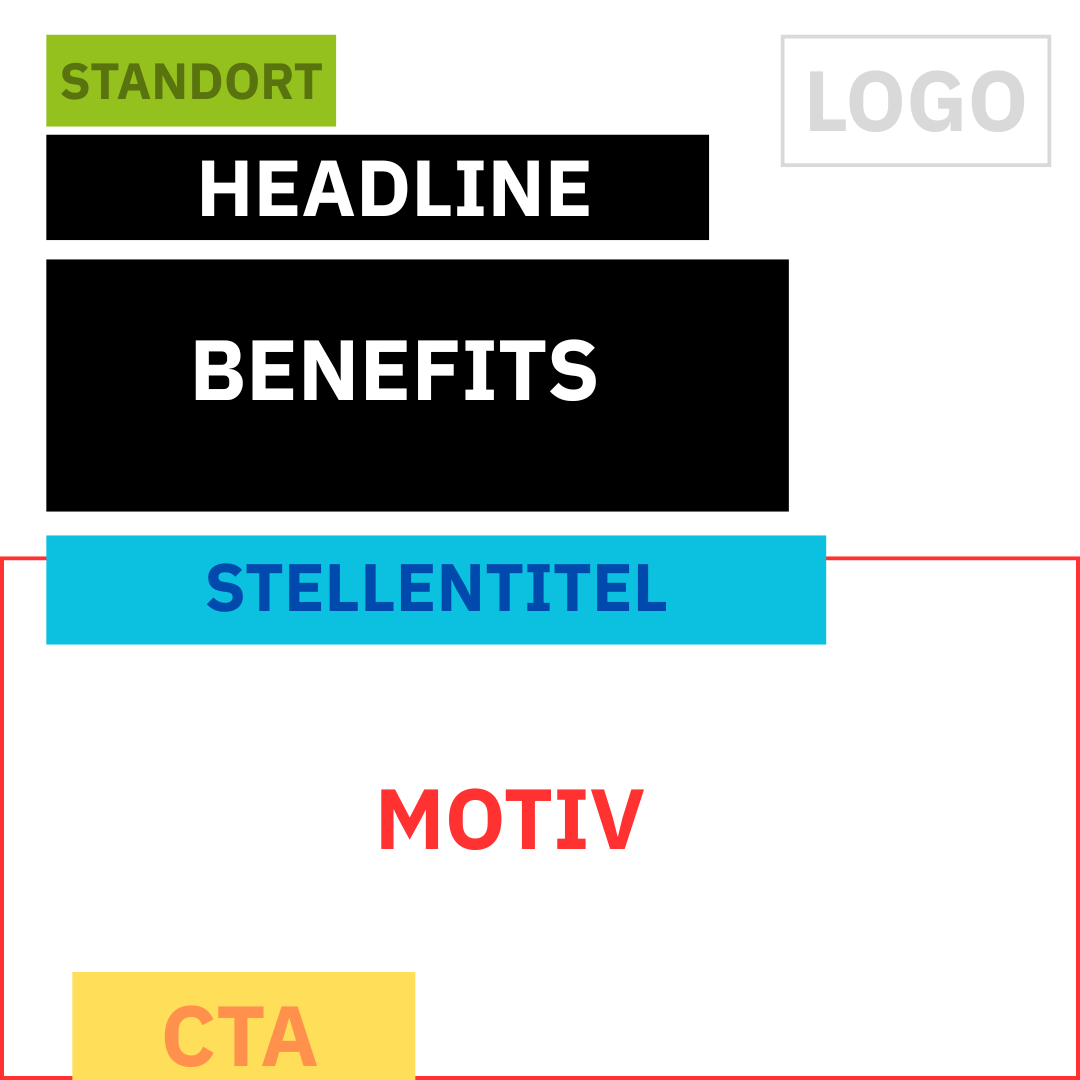 STANDORT
LOGO
HEADLINE
BENEFITS
STELLENTITEL
MOTIV
CTA